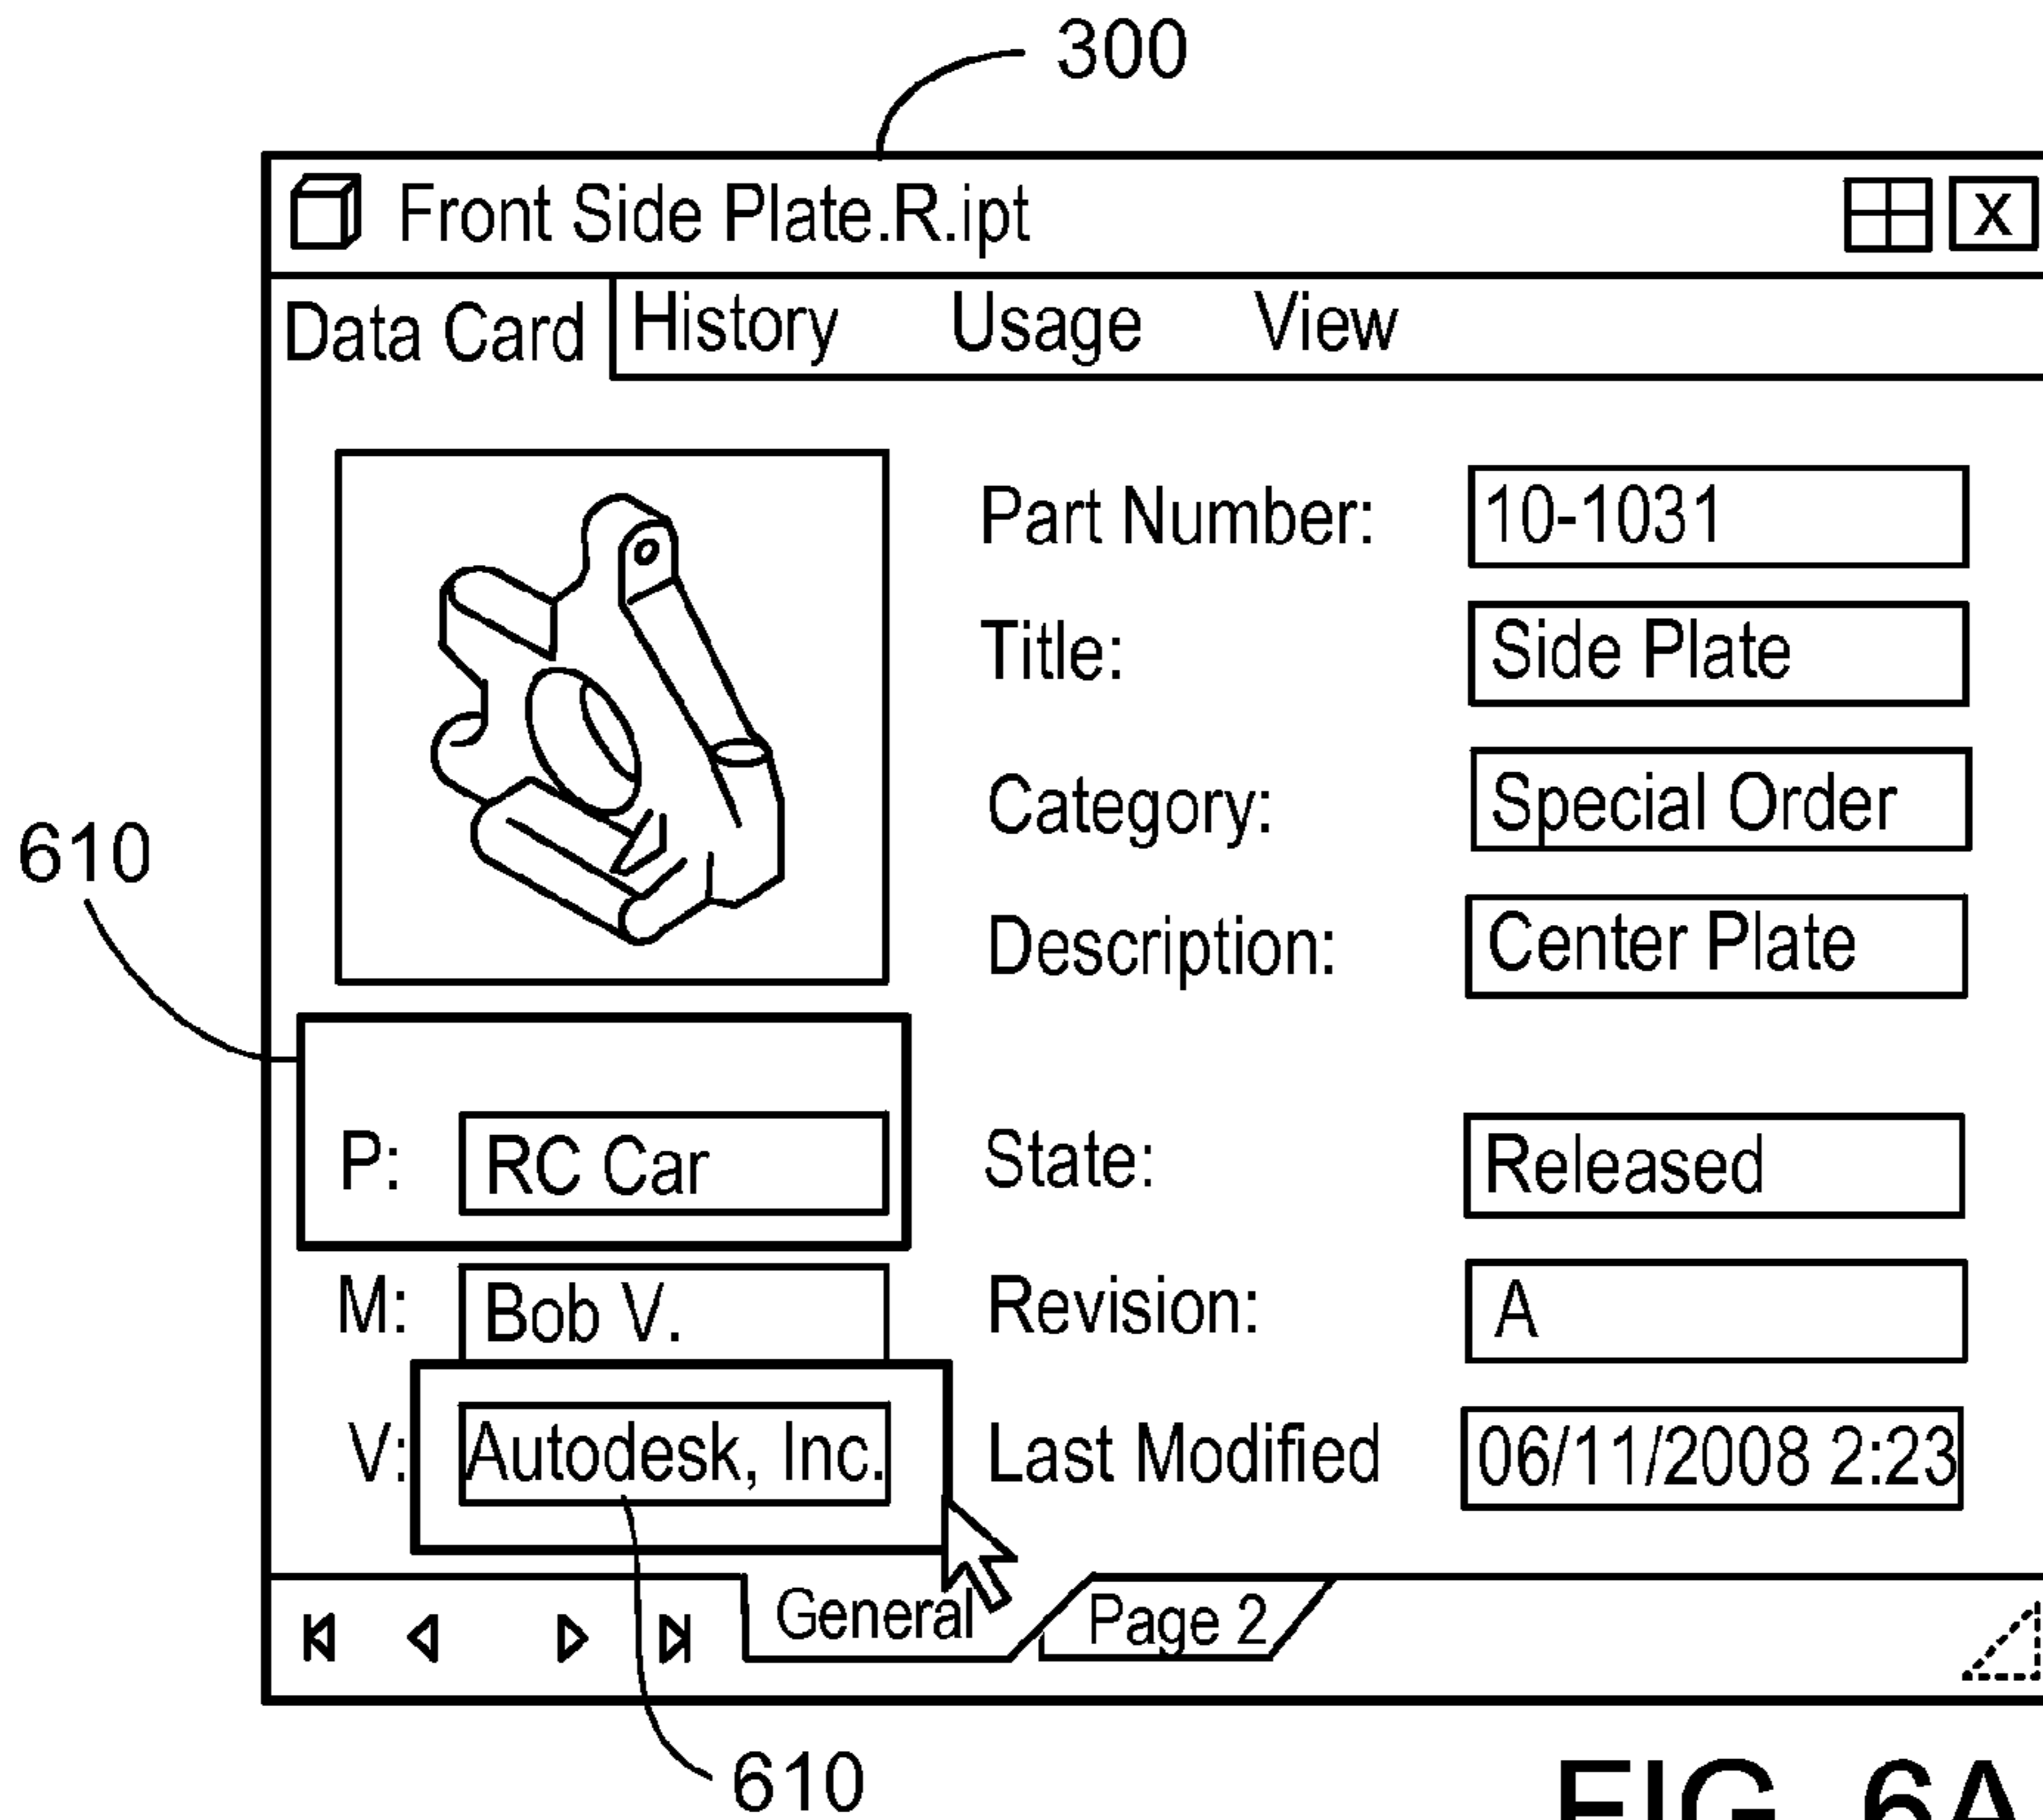 300
Front Side Plate.R.ipt X
Data Card History Usage View
Part Number: 10-1031
Title: Side Plate
Category: Special Order
Description: Center Plate
610
P: RC Car State: Released
M: Bob V. Revision: A
V: Autodesk, Inc. Last Modified 06/11/2008 2:23
General Page 2
610
FIG. 6A